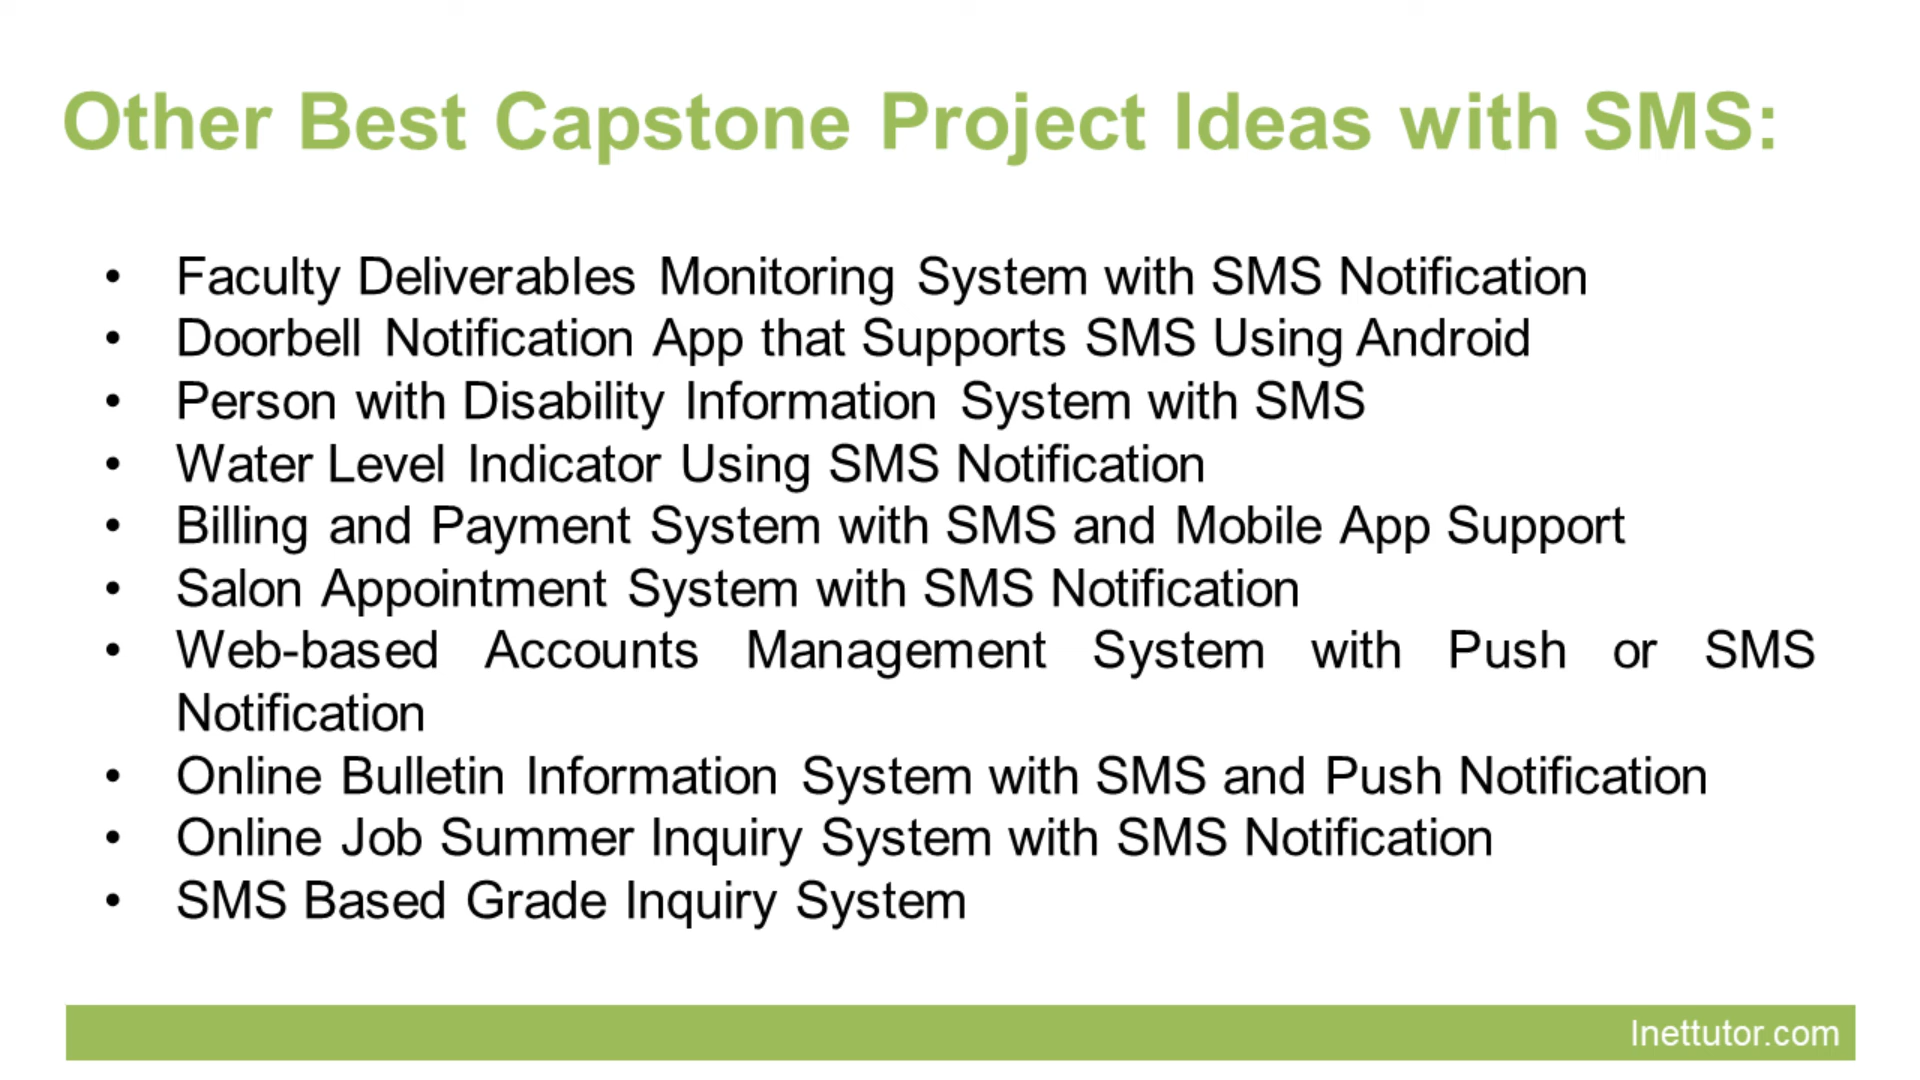 Other Best Capstone Project Ideas with SMS:
• Faculty Deliverables Monitoring System with SMS Notification
• Doorbell Notification App that Supports SMS Using Android
• Person with Disability Information System with SMS
• Water Level Indicator Using SMS Notification
• Billing and Payment System with SMS and Mobile App Support
• Salon Appointment System with SMS Notification
• Web-based Accounts Management System with Push or SMS
Notification
• Online Bulletin Information System with SMS and Push Notification
• Online Job Summer Inquiry System with SMS Notification
• SMS Based Grade Inquiry System
Inettutor.com